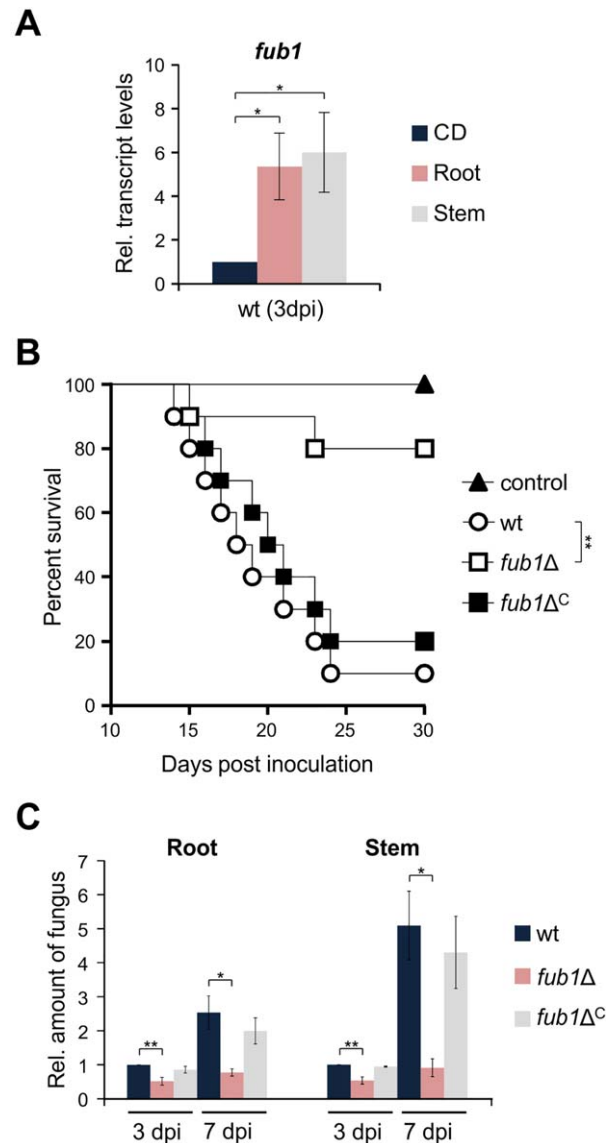 A
fub1
Rel. transcript levels
10
8
6
4
2
0
*
*
CD
Root
Stem
wt (3dpi)
B
Percent survival
100
80
60
40
20
0
10 15 20 25 30
Days post inoculation
control
wt
fub1Δ
fub1Δᶜ
**
C
Root Stem
Rel. amount of fungus
7
6
5
4
3
2
1
0
** * ** *
3 dpi 7 dpi 3 dpi 7 dpi
wt
fub1Δ
fub1Δᶜ